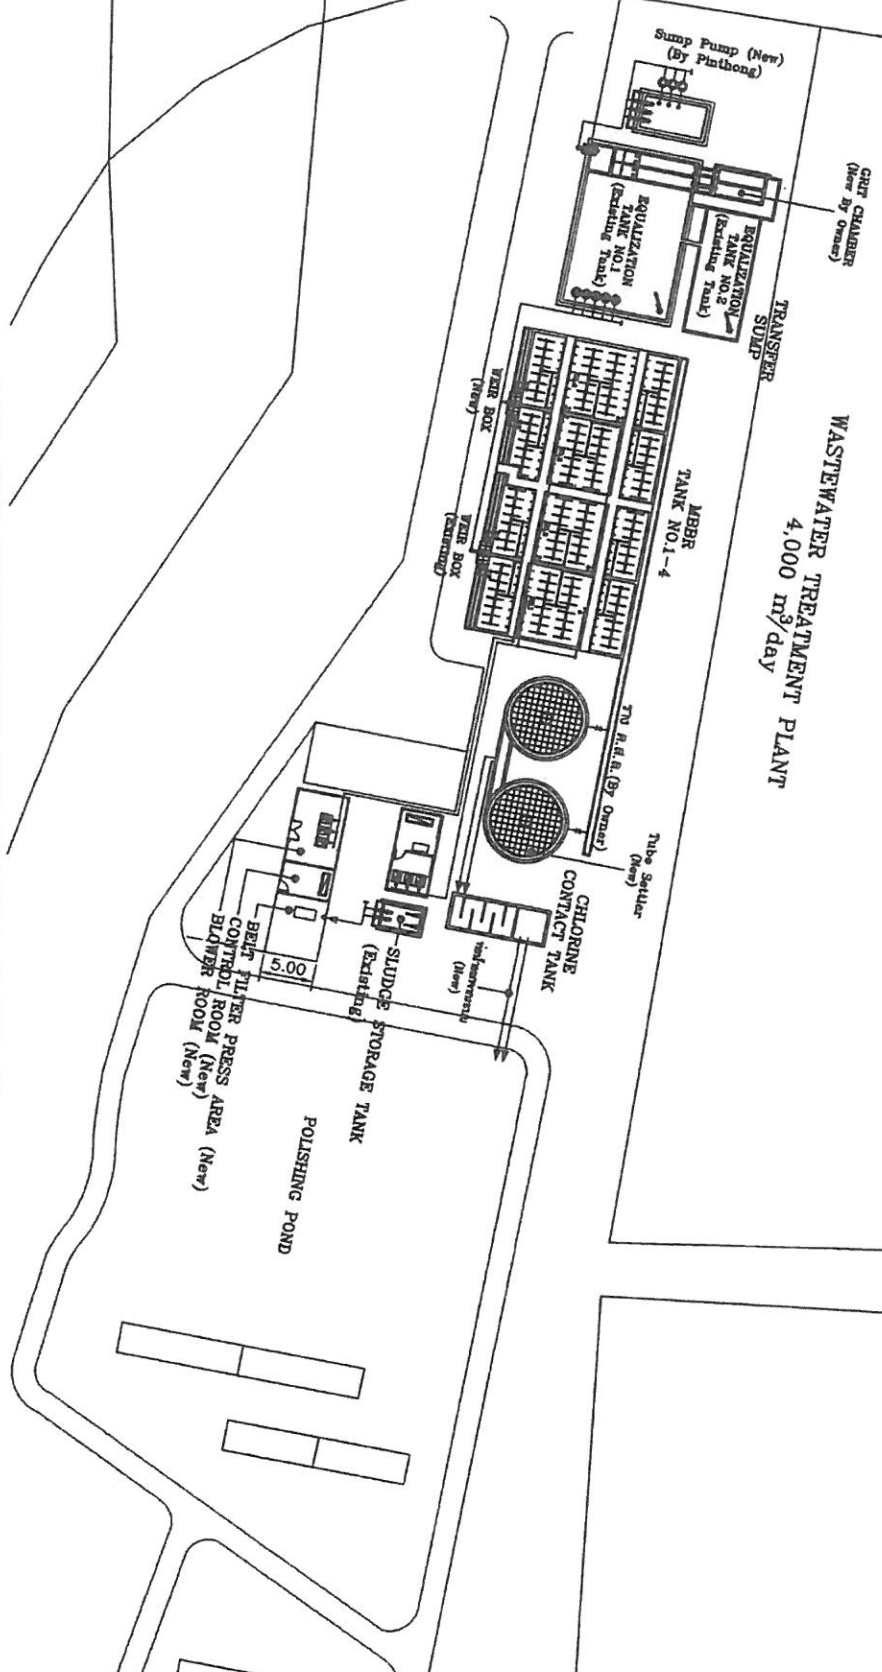 Sump Pump (New)
(By Pinthong)
GRIT CHAMBER
(New By Owner)
EQUALIZATION
TANK NO.2
(Existing Tank)
EQUALIZATION
TANK NO.1
(Existing Tank)
TRANSFER
SUMP
WASTEWATER TREATMENT PLANT
4,000 m³/day
WEIR BOX
(New)
MBBR
TANK NO.1-4
WEIR BOX
(Existing)
(By Owner)
Tube Settler
(New)
CHLORINE
CONTACT TANK
(New)
SLUDGE STORAGE TANK
(Existing)
5.00
BELT FILTER PRESS AREA (New)
CONTROL ROOM (New)
BLOWER ROOM (New)
POLISHING POND